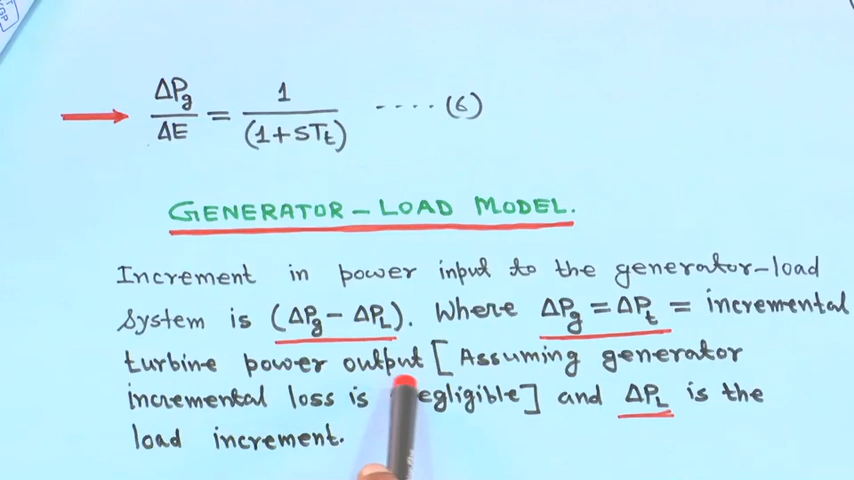 ΔPg/ΔE = 1/(1+STt) ....(6)
GENERATOR-LOAD MODEL.
Increment in power input to the generator-load
system is (ΔPg - ΔPL). Where ΔPg = ΔPt = incremental
turbine power output [Assuming generator
incremental loss is negligible] and ΔPL is the
load increment.